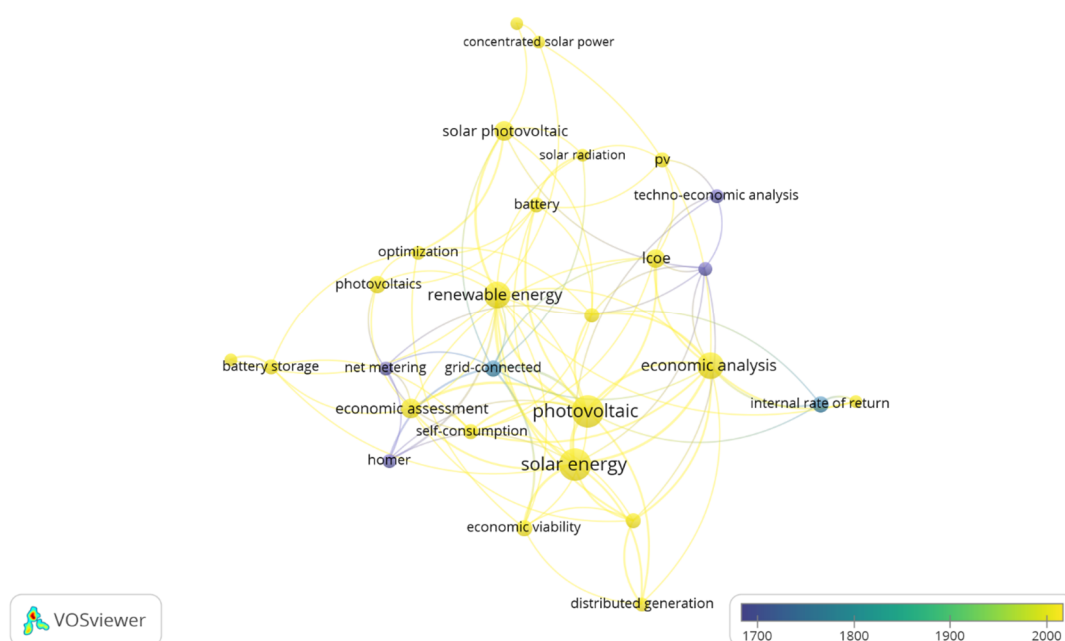 concentrated solar power
solar photovoltaic
solar radiation
pv
techno-economic analysis
battery
optimization
lcoe
photovoltaics
renewable energy
battery storage
net metering
grid-connected
economic analysis
economic assessment
photovoltaic
internal rate of return
self-consumption
homer
solar energy
economic viability
distributed generation
VOSviewer
1700
1800
1900
2000